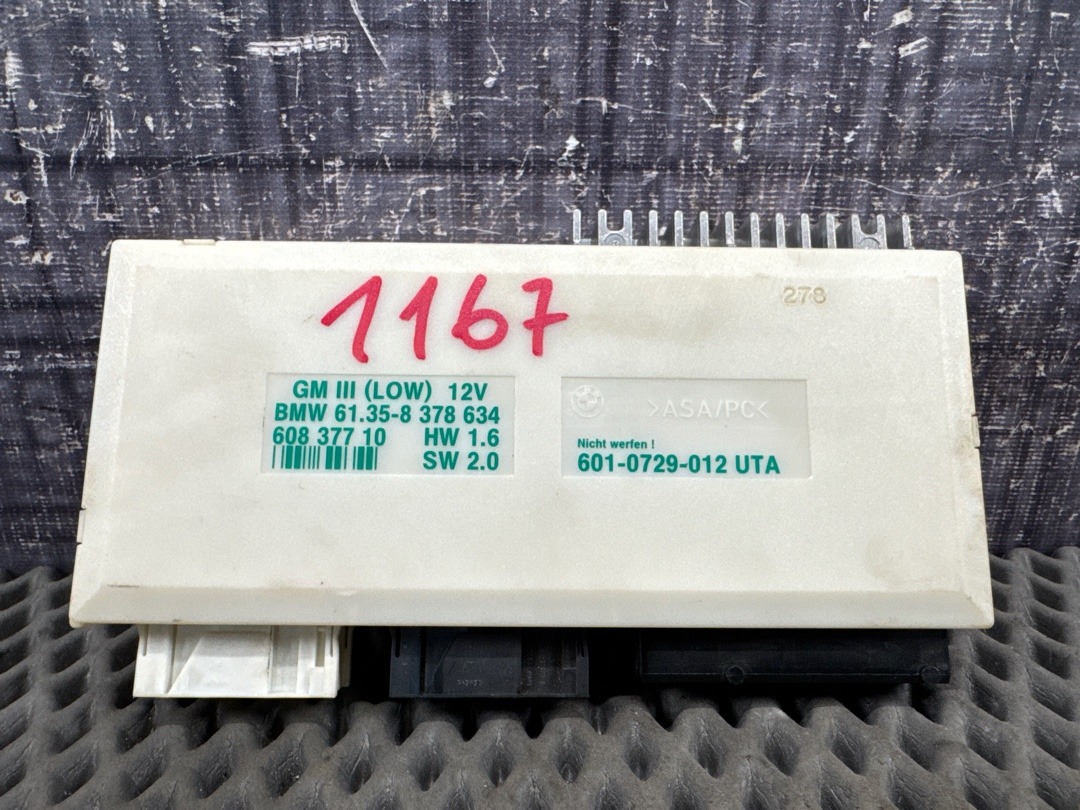 278
1167
GM III (LOW) 12V
BMW 61.35-8 378 634
608 377 10 HW 1.6
SW 2.0
>ASA/PC<
Nicht werfen !
601-0729-012 UTA